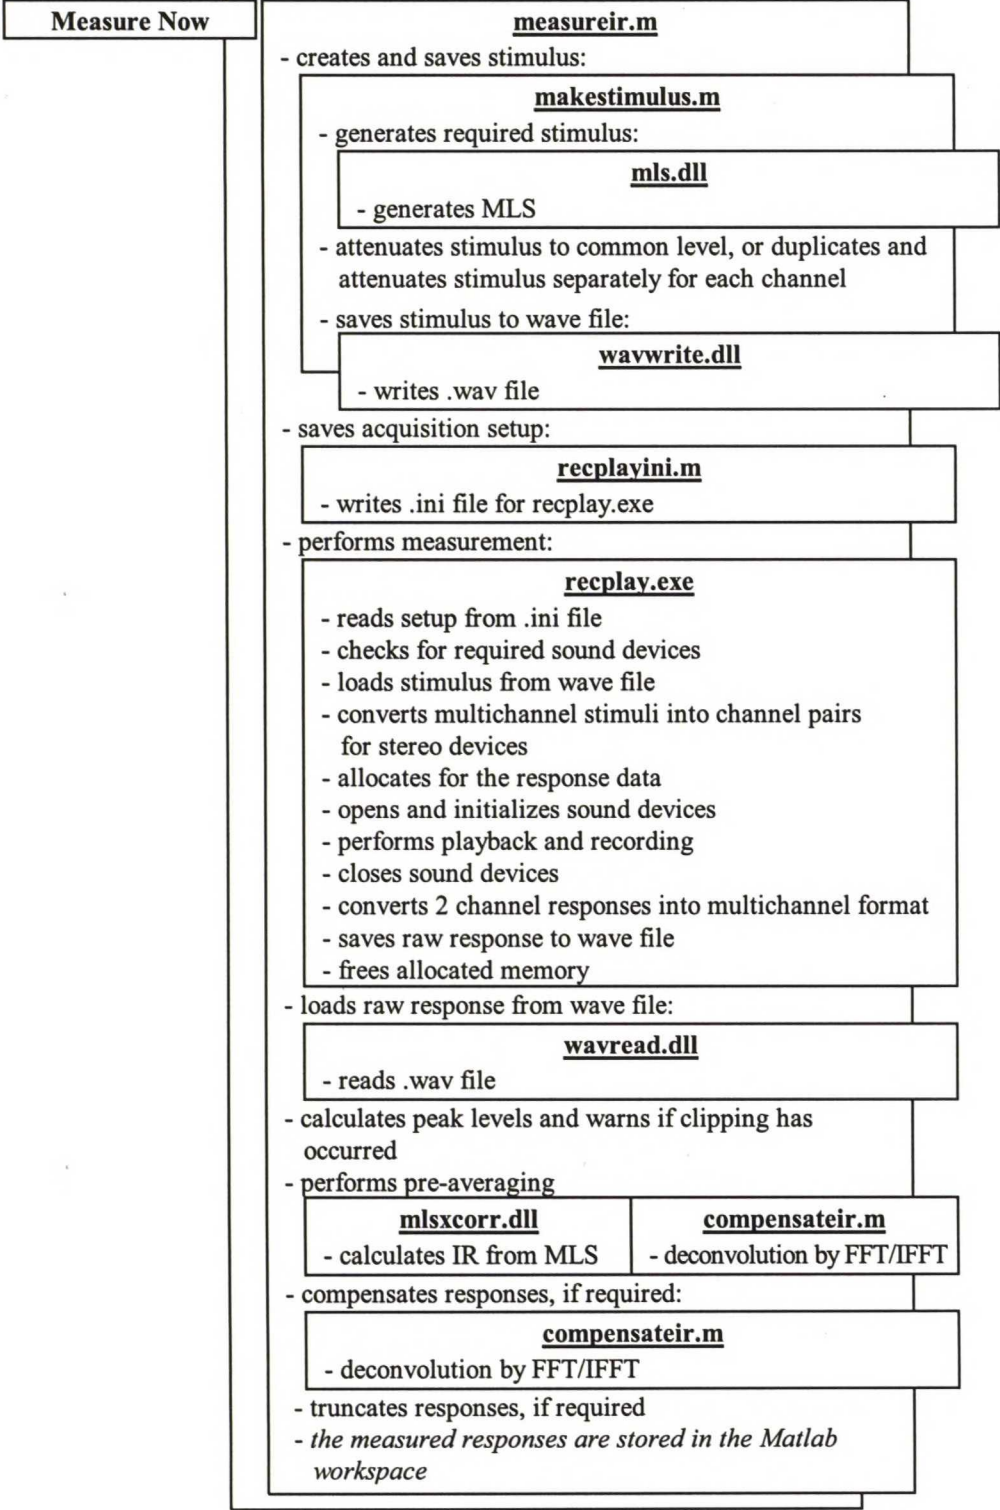 Measure Now
measureir.m
- creates and saves stimulus:
makestimulus.m
- generates required stimulus:
mls.dll
- generates MLS
- attenuates stimulus to common level, or duplicates and
attenuates stimulus separately for each channel
- saves stimulus to wave file:
wavwrite.dll
- writes .wav file
- saves acquisition setup:
recplayini.m
- writes .ini file for recplay.exe
- performs measurement:
recplay.exe
- reads setup from .ini file
- checks for required sound devices
- loads stimulus from wave file
- converts multichannel stimuli into channel pairs
for stereo devices
- allocates for the response data
- opens and initializes sound devices
- performs playback and recording
- closes sound devices
- converts 2 channel responses into multichannel format
- saves raw response to wave file
- frees allocated memory
- loads raw response from wave file:
wavread.dll
- reads .wav file
- calculates peak levels and warns if clipping has
occurred
- performs pre-averaging
mlsxcorr.dll
- calculates IR from MLS
compensateir.m
- deconvolution by FFT/IFFT
- compensates responses, if required:
compensateir.m
- deconvolution by FFT/IFFT
- truncates responses, if required
- the measured responses are stored in the Matlab
workspace